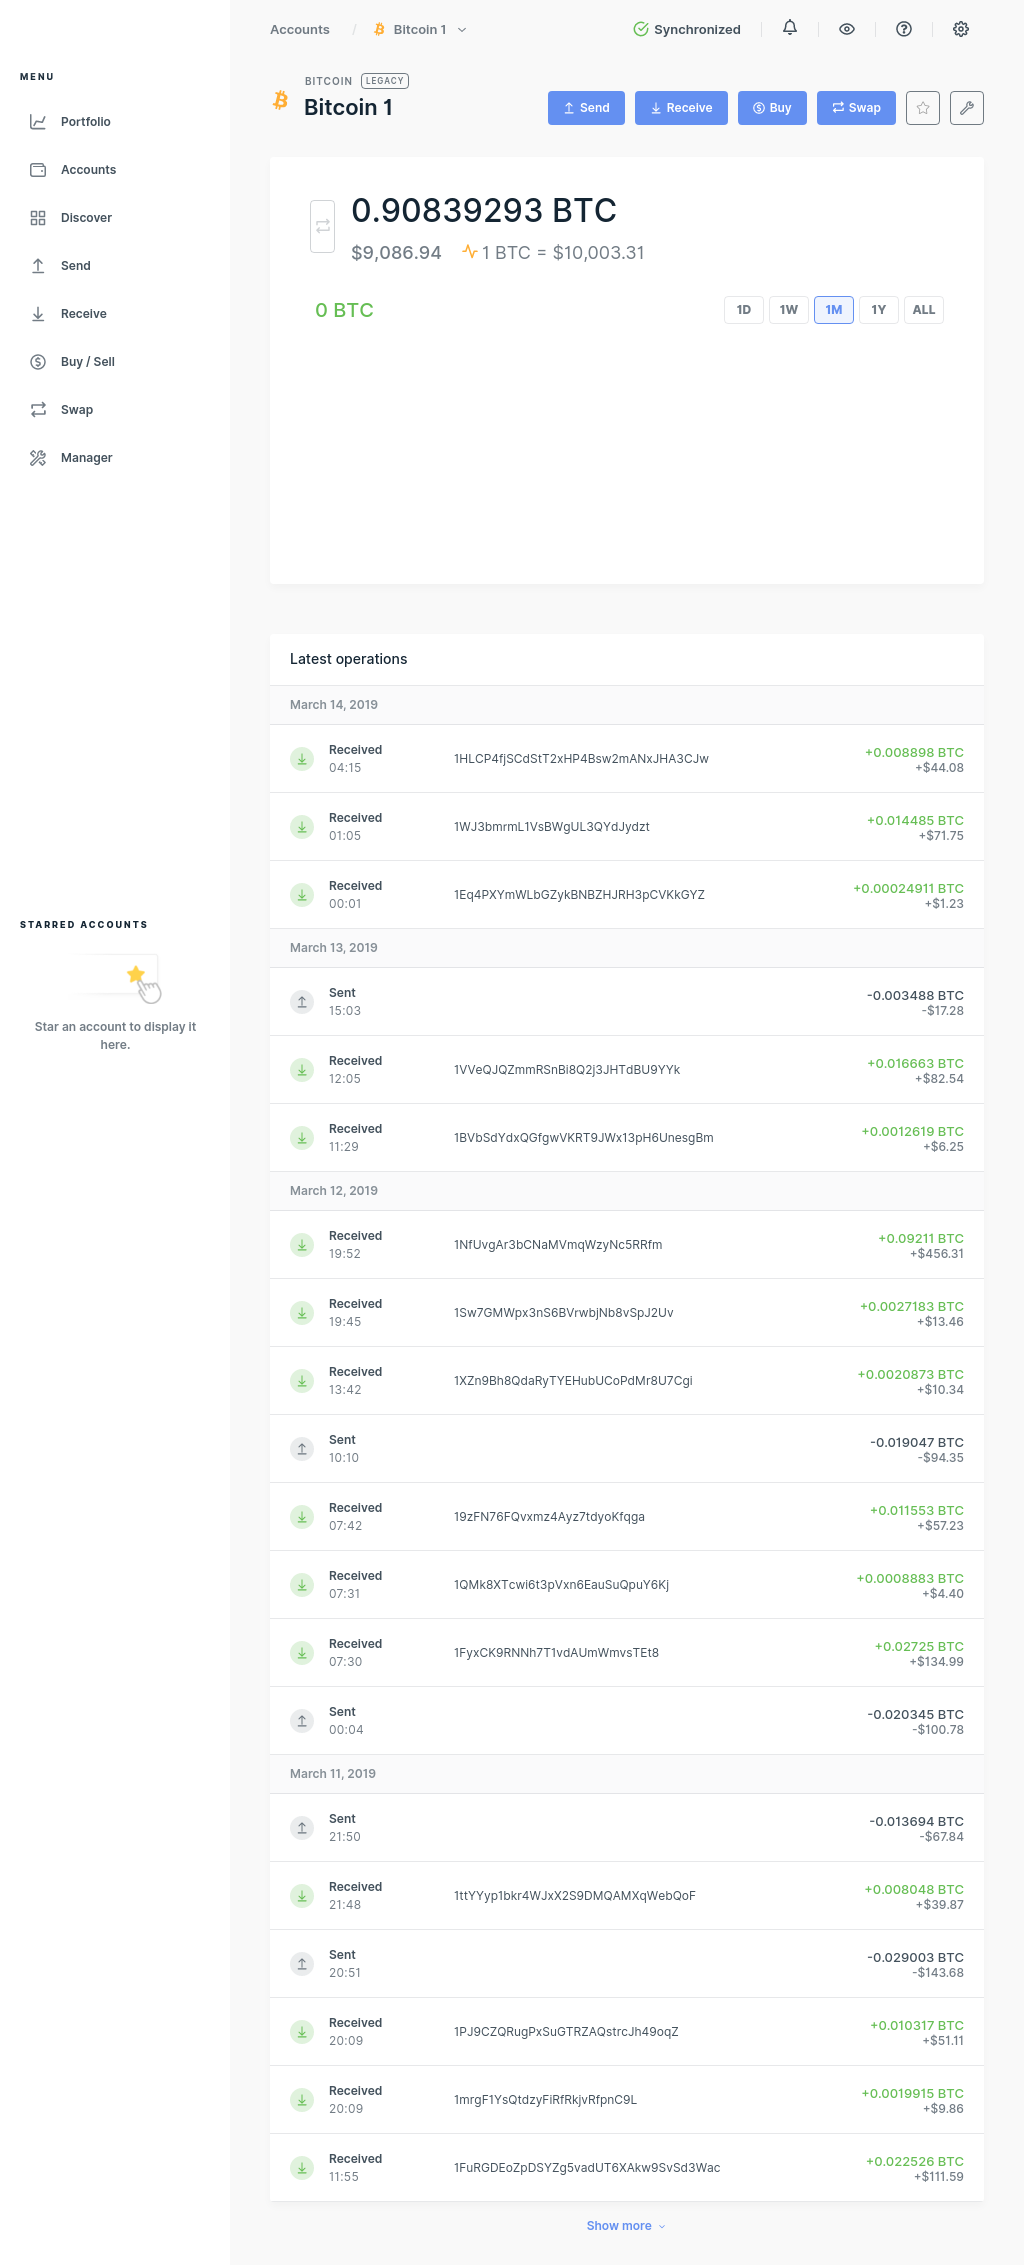 Accounts / Bitcoin 1 Synchronized
MENU
Portfolio
Accounts
Discover
Send
Receive
Buy / Sell
Swap
Manager
STARRED ACCOUNTS
Star an account to display it
here.
BITCOIN LEGACY
Bitcoin 1
Send Receive Buy Swap
0.90839293 BTC
$9,086.94 1 BTC = $10,003.31
0 BTC
1D 1W 1M 1Y ALL
Latest operations
March 14, 2019
Received 1HLCP4fjSCdStT2xHP4Bsw2mANxJHA3CJw +0.008898 BTC
04:15 +$44.08
Received 1WJ3bmrmL1VsBWgUL3QYdJydzt +0.014485 BTC
01:05 +$71.75
Received 1Eq4PXYmWLbGZykBNBZHJRH3pCVKkGYZ +0.00024911 BTC
00:01 +$1.23
March 13, 2019
Sent -0.003488 BTC
15:03 -$17.28
Received 1VVeQJQZmmRSnBi8Q2j3JHTdBU9YYk +0.016663 BTC
12:05 +$82.54
Received 1BVbSdYdxQGfgwVKRT9JWx13pH6UnesgBm +0.0012619 BTC
11:29 +$6.25
March 12, 2019
Received 1NfUvgAr3bCNaMVmqWzyNc5RRfm +0.09211 BTC
19:52 +$456.31
Received 1Sw7GMWpx3nS6BVrwbjNb8vSpJ2Uv +0.0027183 BTC
19:45 +$13.46
Received 1XZn9Bh8QdaRyTYEHubUCoPdMr8U7Cgi +0.0020873 BTC
13:42 +$10.34
Sent -0.019047 BTC
10:10 -$94.35
Received 19zFN76FQvxmz4Ayz7tdyoKfqga +0.011553 BTC
07:42 +$57.23
Received 1QMk8XTcwi6t3pVxn6EauSuQpuY6Kj +0.0008883 BTC
07:31 +$4.40
Received 1FyxCK9RNNh7T1vdAUmWmvsTEt8 +0.02725 BTC
07:30 +$134.99
Sent -0.020345 BTC
00:04 -$100.78
March 11, 2019
Sent -0.013694 BTC
21:50 -$67.84
Received 1ttYYyp1bkr4WJxX2S9DMQAMXqWebQoF +0.008048 BTC
21:48 +$39.87
Sent -0.029003 BTC
20:51 -$143.68
Received 1PJ9CZQRugPxSuGTRZAQstrcJh49oqZ +0.010317 BTC
20:09 +$51.11
Received 1mrgF1YsQtdzyFiRfRkjvRfpnC9L +0.0019915 BTC
20:09 +$9.86
Received 1FuRGDEoZpDSYZg5vadUT6XAkw9SvSd3Wac +0.022526 BTC
11:55 +$111.59
Show more